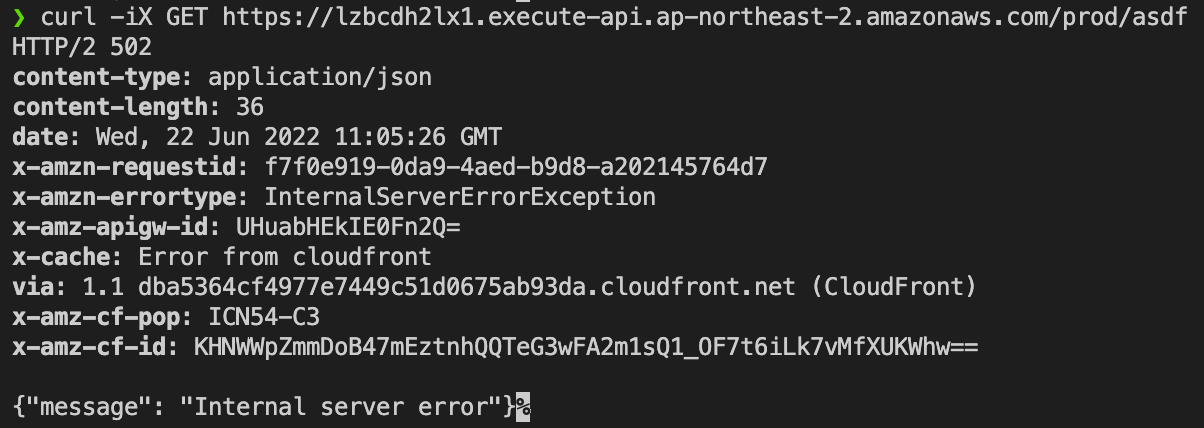 ❯ curl -iX GET https://lzbcdh2lx1.execute-api.ap-northeast-2.amazonaws.com/prod/asdf
HTTP/2 502
content-type: application/json
content-length: 36
date: Wed, 22 Jun 2022 11:05:26 GMT
x-amzn-requestid: f7f0e919-0da9-4aed-b9d8-a202145764d7
x-amzn-errortype: InternalServerErrorException
x-amz-apigw-id: UHuabHEkIE0Fn2Q=
x-cache: Error from cloudfront
via: 1.1 dba5364cf4977e7449c51d0675ab93da.cloudfront.net (CloudFront)
x-amz-cf-pop: ICN54-C3
x-amz-cf-id: KHNWWpZmmDoB47mEztnhQQTeG3wFA2m1sQ1_OF7t6iLk7vMfXUKWhw==
{"message": "Internal server error"}%